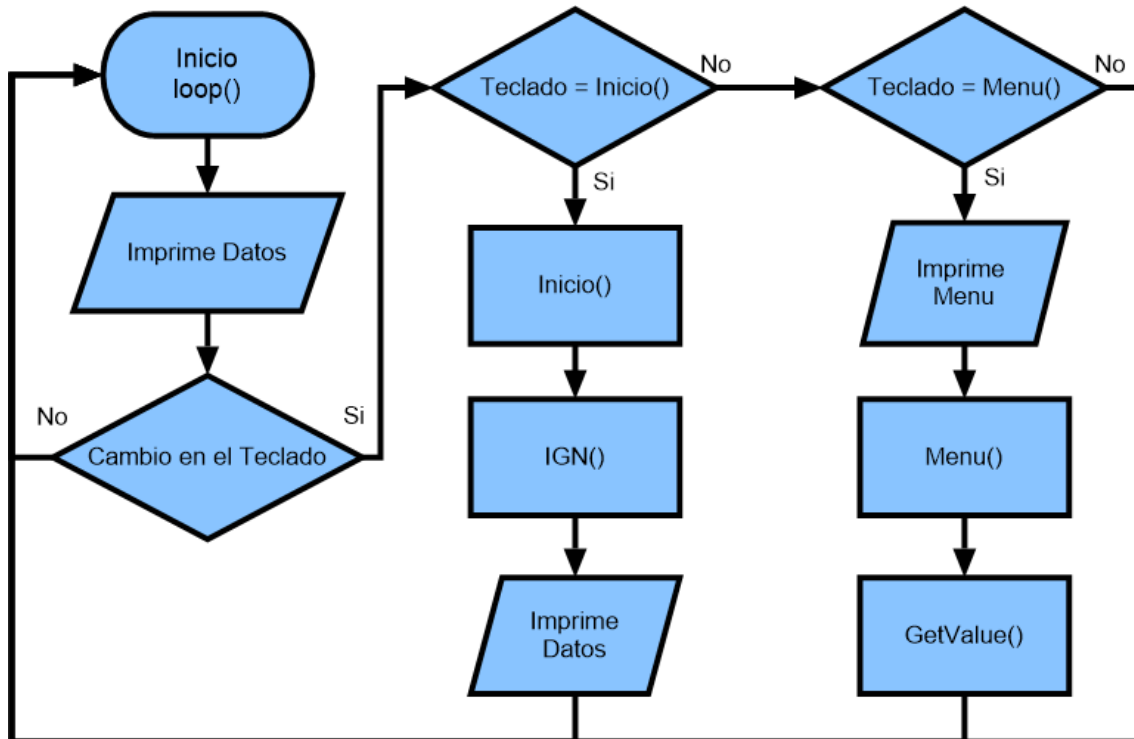 Inicio
loop()
Imprime Datos
Cambio en el Teclado
No
Si
Teclado = Inicio()
No
Si
Inicio()
IGN()
Imprime
Datos
Teclado = Menu()
No
Si
Imprime
Menu
Menu()
GetValue()